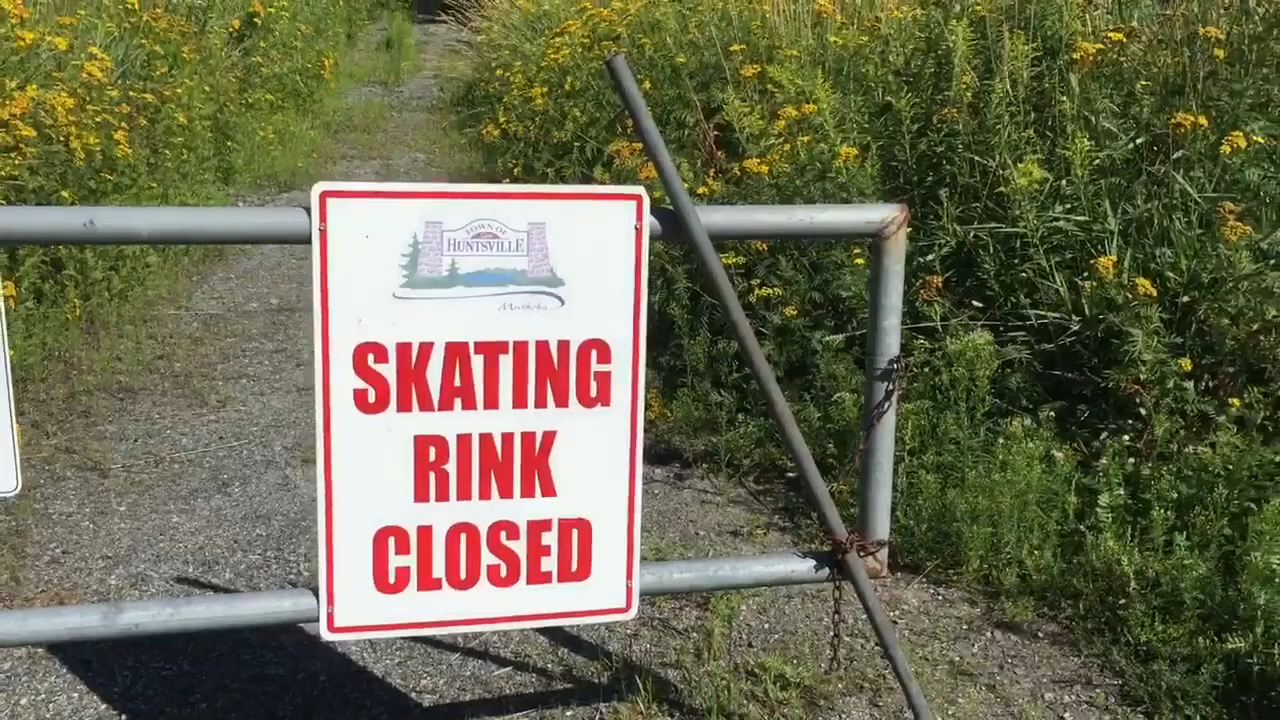 TOWN OF
HUNTSVILLE
Muskoka
SKATING
RINK
CLOSED